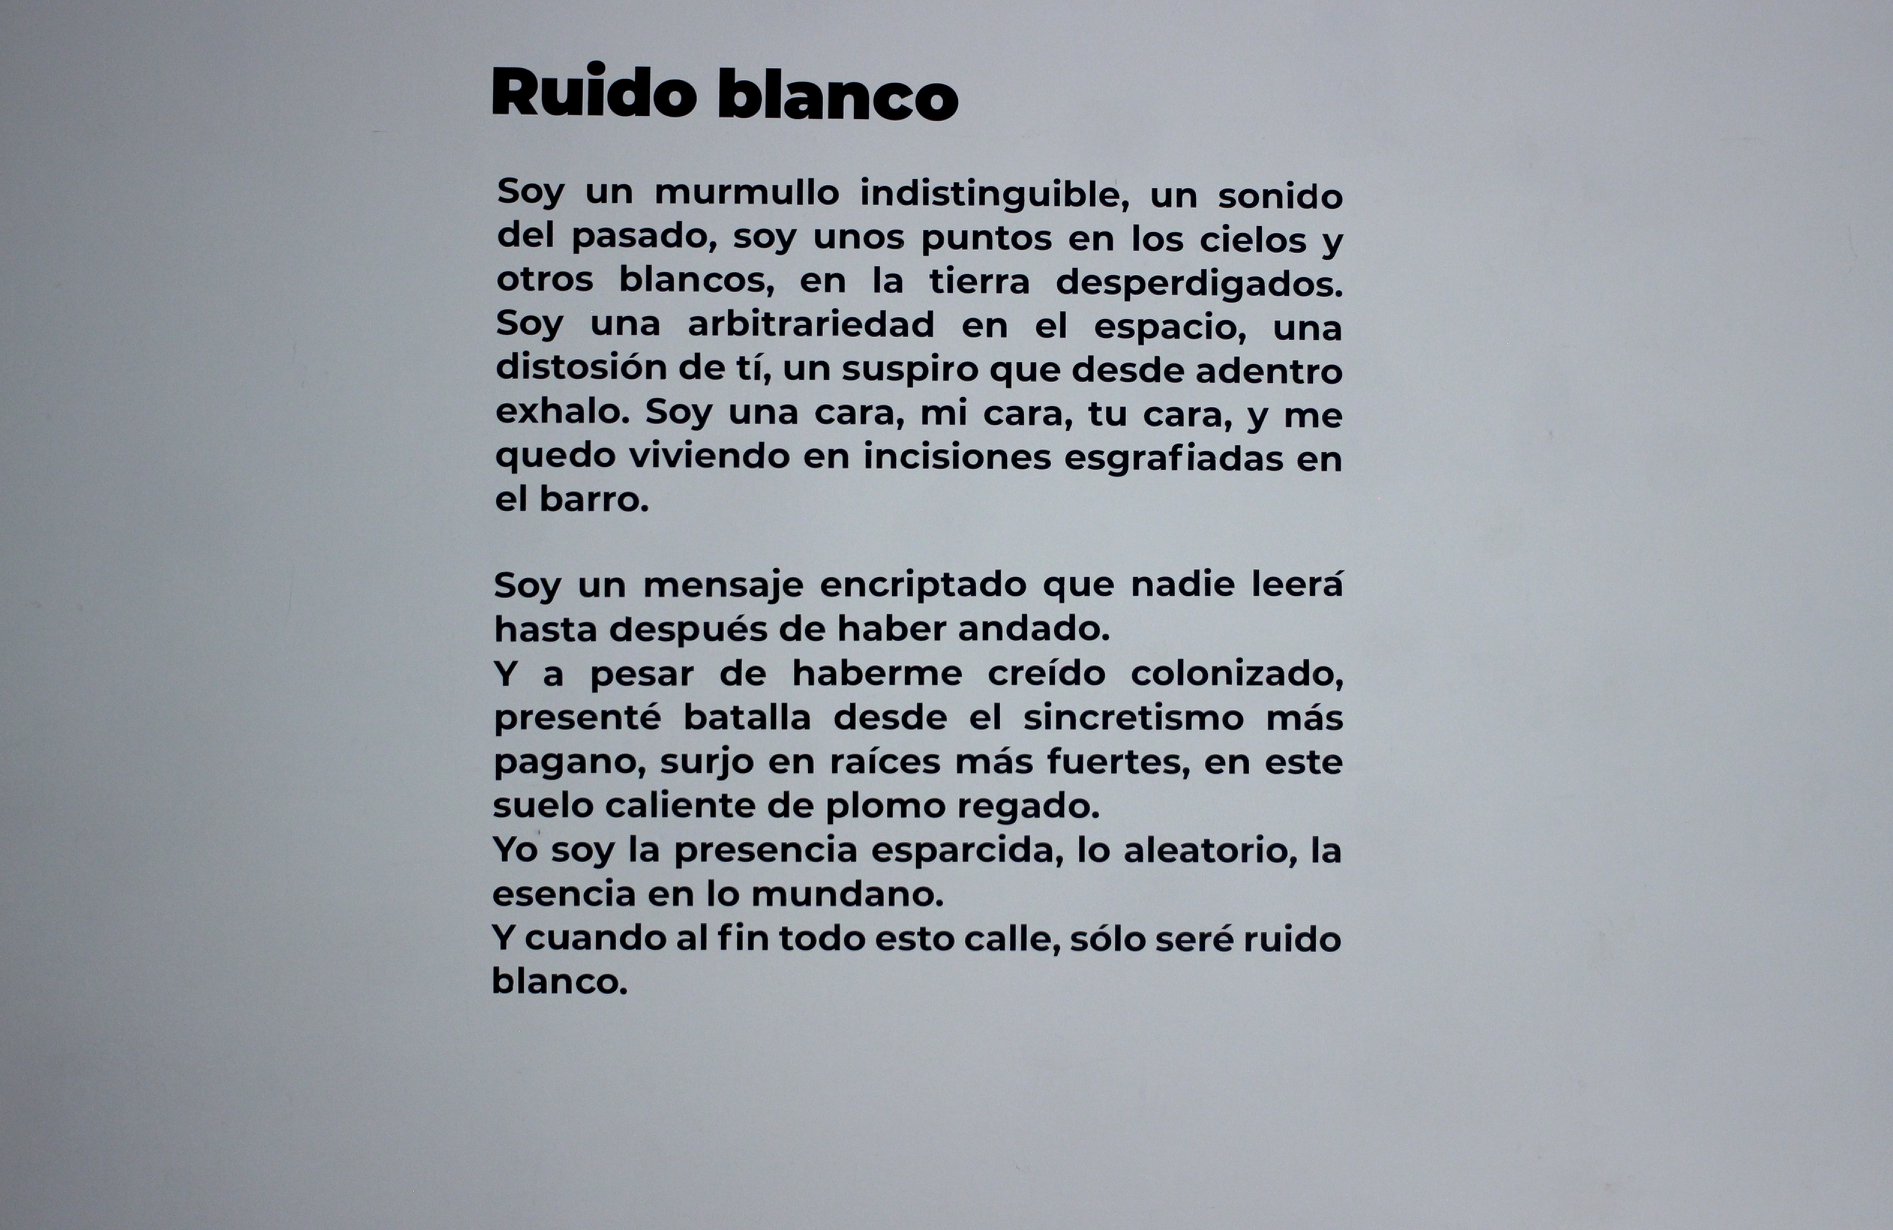 Ruido blanco
Soy un murmullo indistinguible, un sonido
del pasado, soy unos puntos en los cielos y
otros blancos, en la tierra desperdigados.
Soy una arbitrariedad en el espacio, una
distosión de tí, un suspiro que desde adentro
exhalo. Soy una cara, mi cara, tu cara, y me
quedo viviendo en incisiones esgrafiadas en
el barro.
Soy un mensaje encriptado que nadie leerá
hasta después de haber andado.
Y a pesar de haberme creído colonizado,
presenté batalla desde el sincretismo más
pagano, surjo en raíces más fuertes, en este
suelo caliente de plomo regado.
Yo soy la presencia esparcida, lo aleatorio, la
esencia en lo mundano.
Y cuando al fin todo esto calle, sólo seré ruido
blanco.